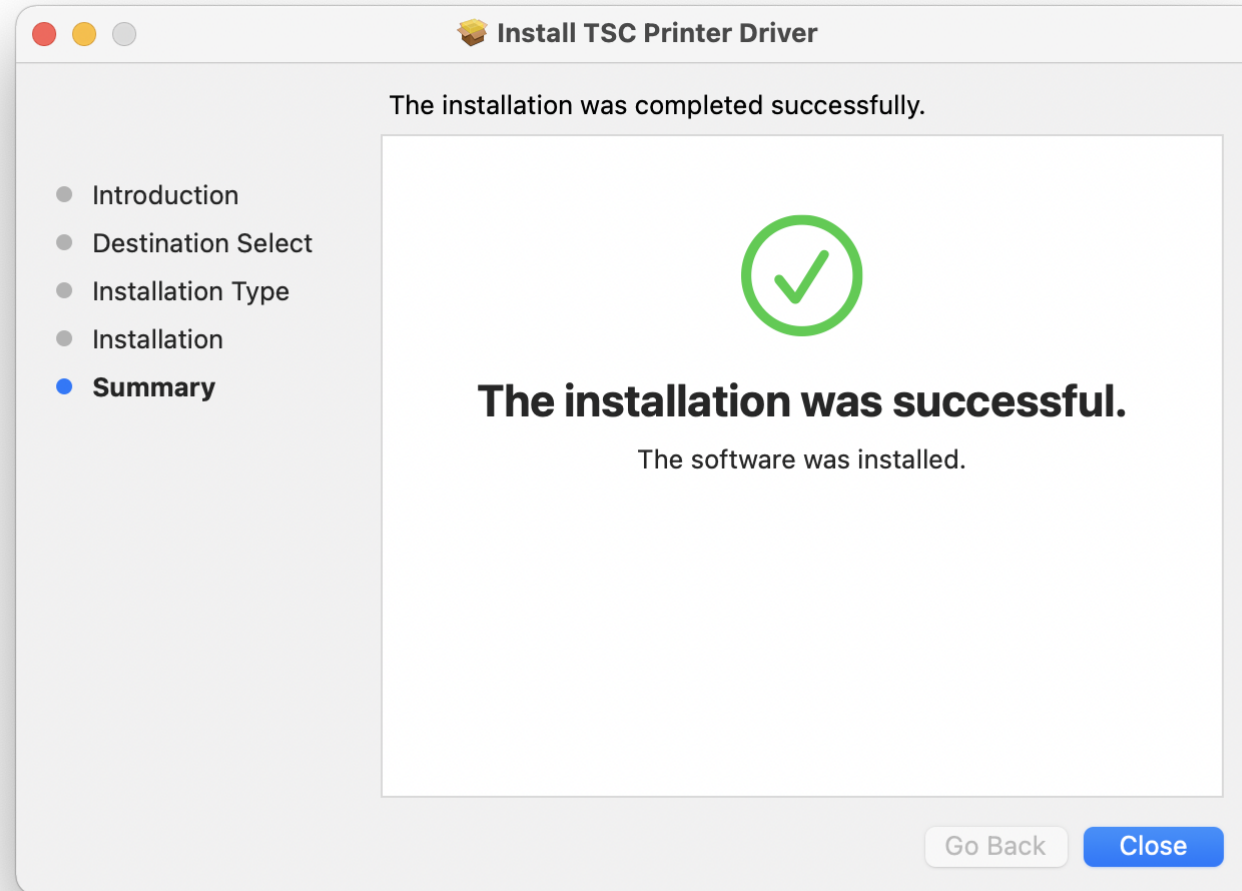 Install TSC Printer Driver
The installation was completed successfully.
Introduction
Destination Select
Installation Type
Installation
Summary
The installation was successful.
The software was installed.
Go Back
Close